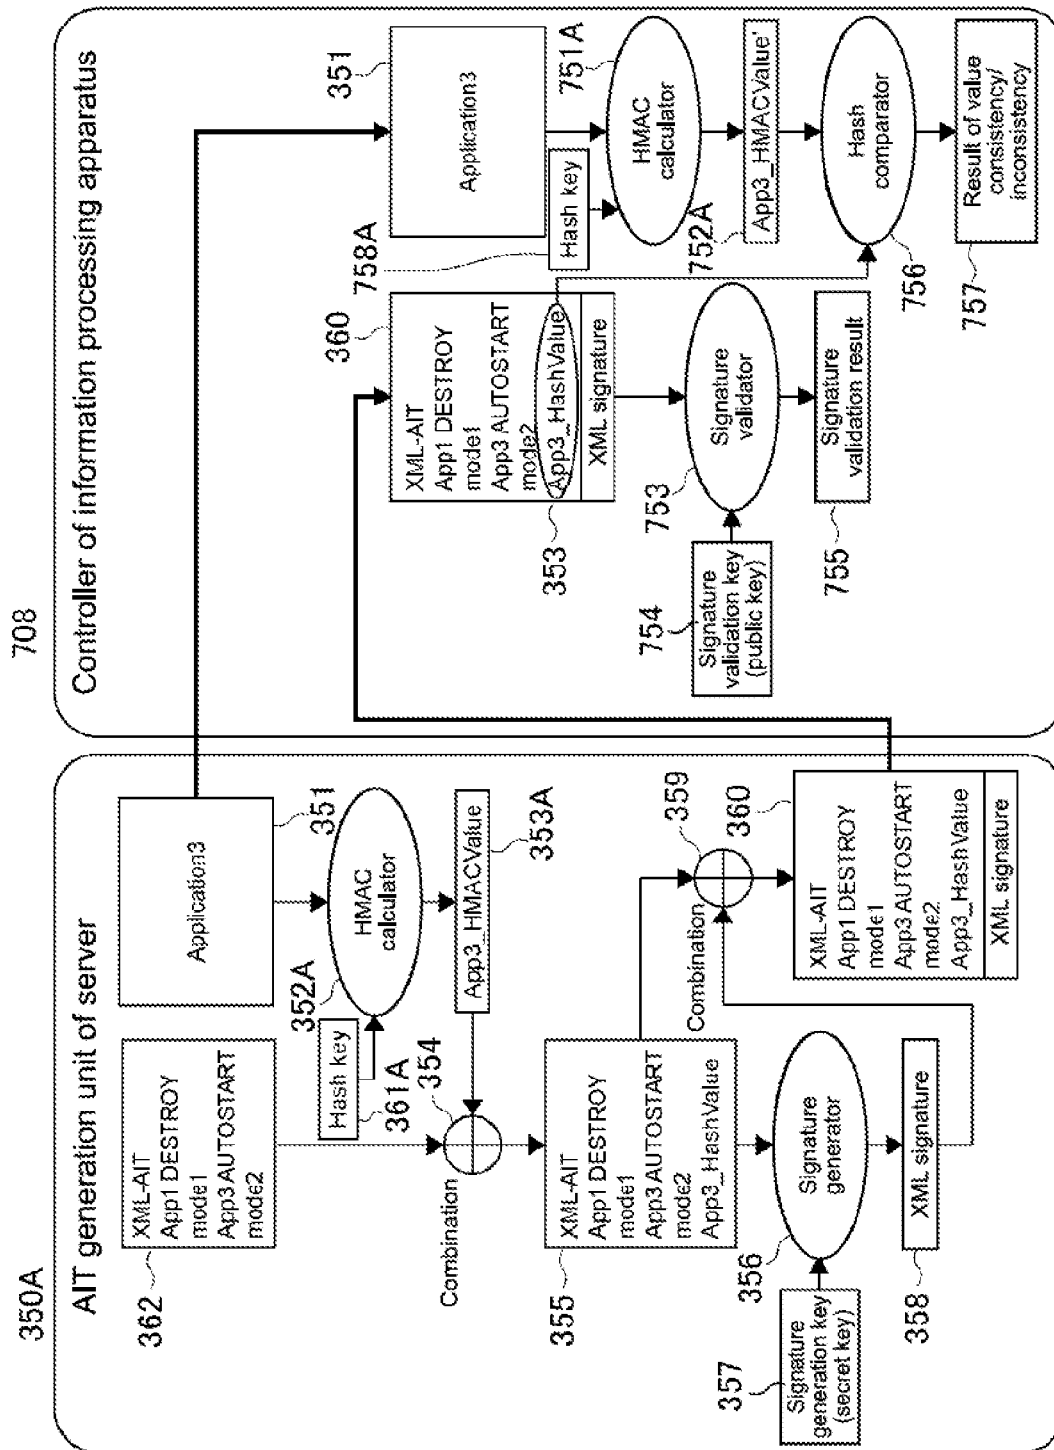 350A
AIT generation unit of server
362
XML-AIT
App1 DESTROY
mode1
App3 AUTOSTART
mode2
Application3
351
Hash key
361A
352A
HMAC
calculator
App3_HMACValue
353A
Combination
354
355
XML-AIT
App1 DESTROY
mode1
App3 AUTOSTART
mode2
App3_HashValue
357
Signature
generation key
(secret key)
356
Signature
generator
358
XML signature
Combination
359
360
XML-AIT
App1 DESTROY
mode1
App3 AUTOSTART
mode2
App3_HashValue
XML signature
708
Controller of information processing apparatus
360
XML-AIT
App1 DESTROY
mode1
App3 AUTOSTART
mode2
App3_HashValue
XML signature
353
754
Signature
validation key
(public key)
753
Signature
validator
755
Signature
validation result
Application3
351
758A
Hash key
HMAC
calculator
751A
752A
App3_HMACValue'
Hash
comparator
756
757
Result of value
consistency/
inconsistency